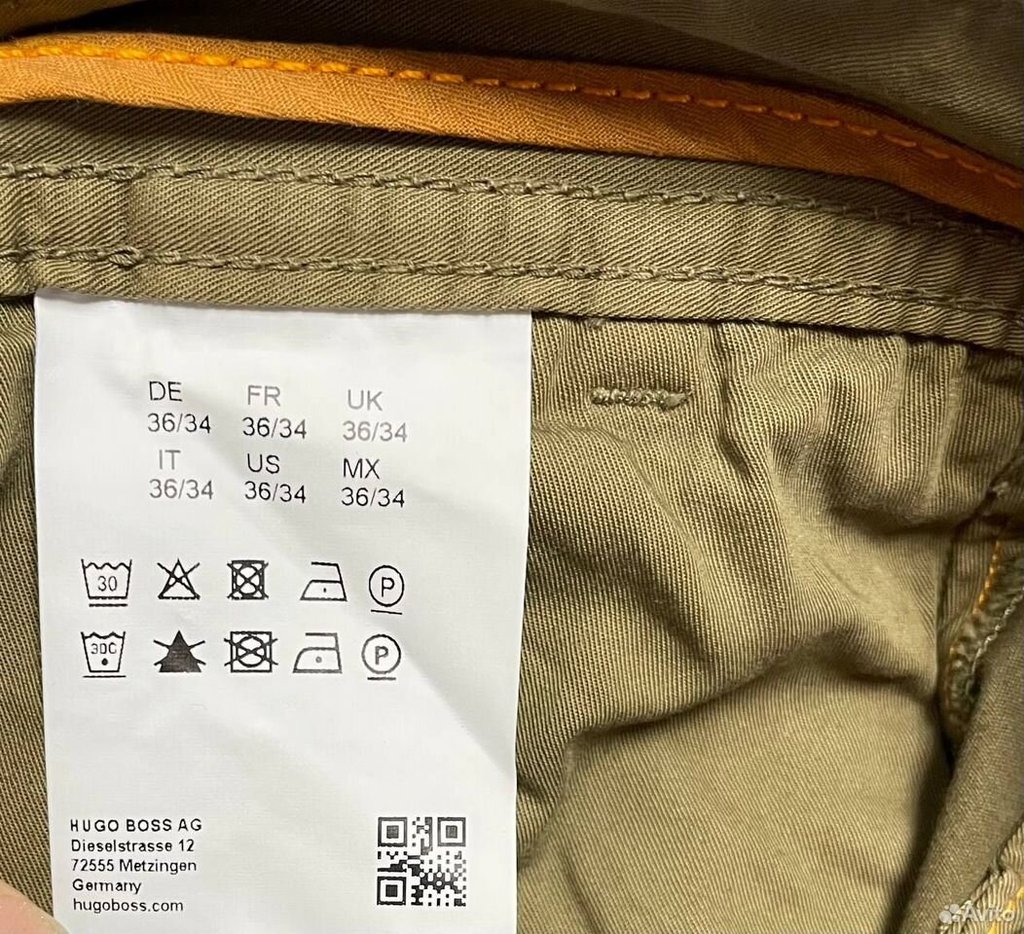 DE FR UK
36/34 36/34 36/34
IT US MX
36/34 36/34 36/34
30 P
30C P
HUGO BOSS AG
Dieselstrasse 12
72555 Metzingen
Germany
hugoboss.com
Avito